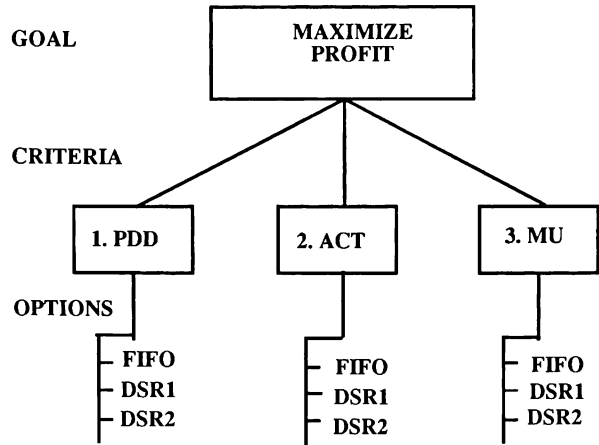 GOAL
MAXIMIZE
PROFIT
CRITERIA
1. PDD
2. ACT
3. MU
OPTIONS
FIFO
DSR1
DSR2
FIFO
DSR1
DSR2
FIFO
DSR1
DSR2